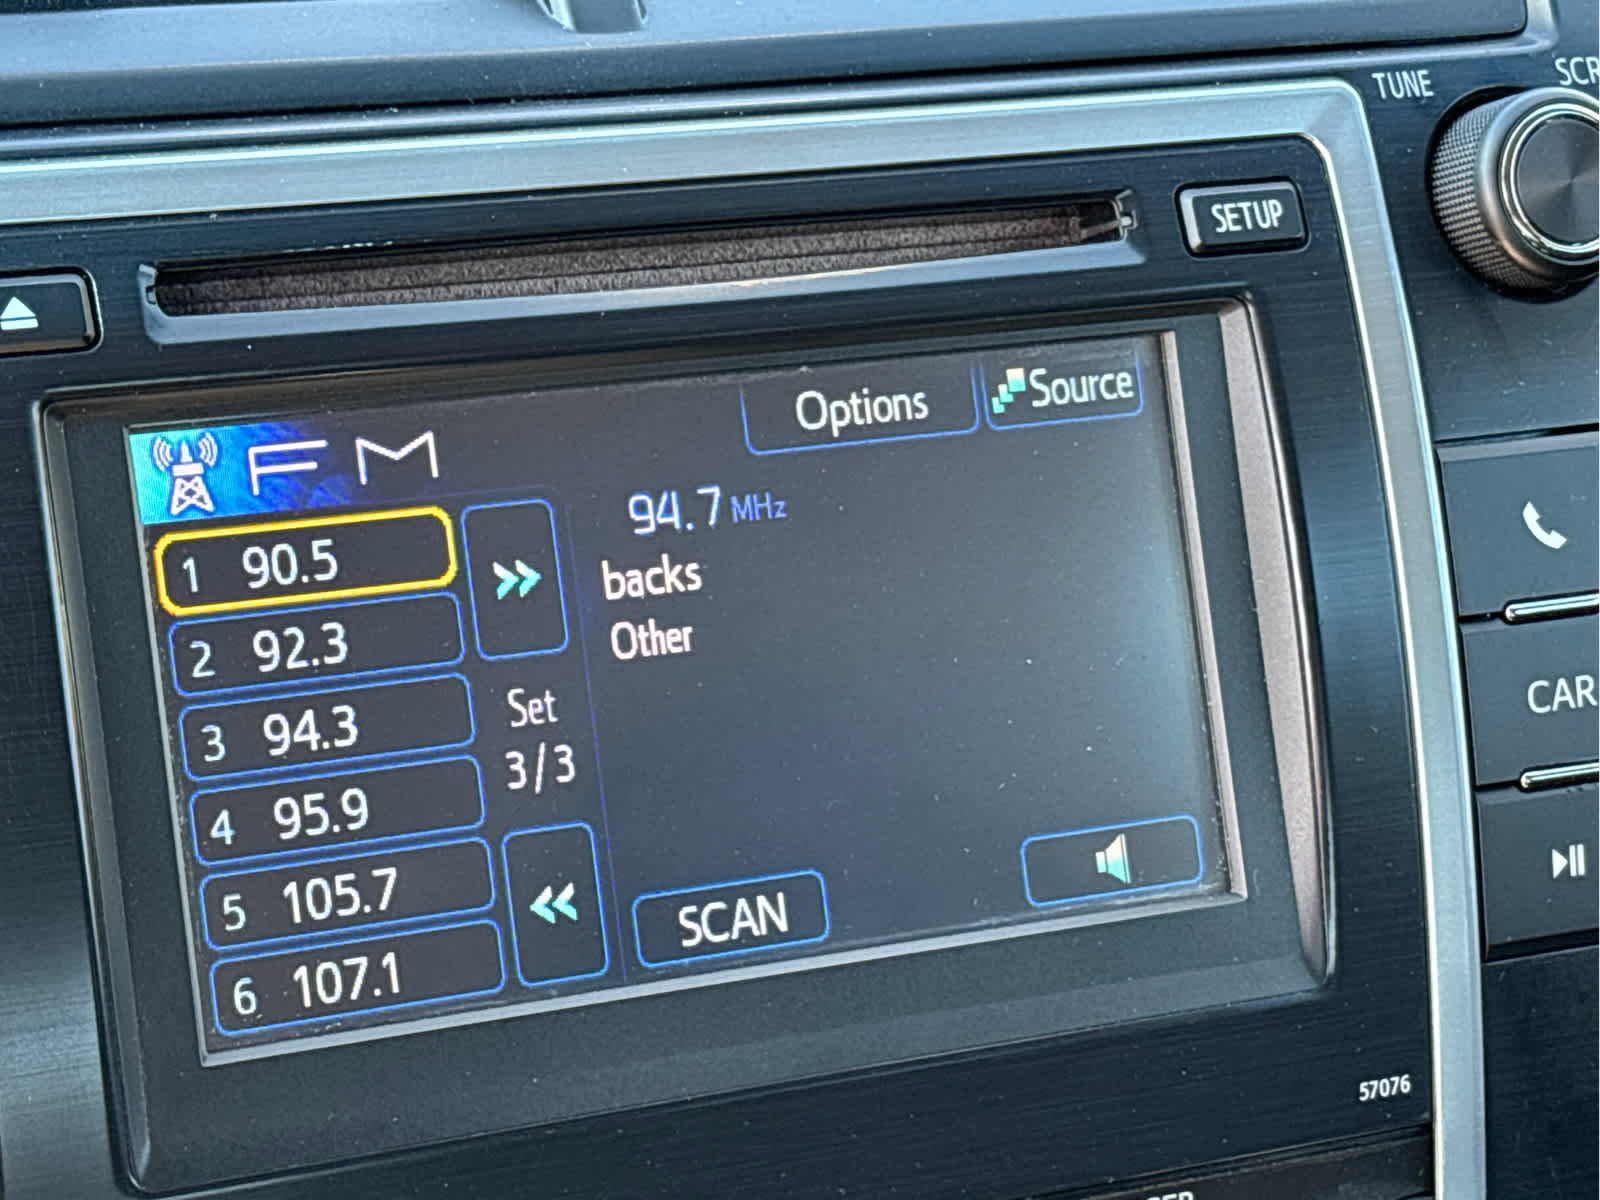 TUNE
SETUP
Options
Source
FM
94.7 MHz
backs
Other
1 90.5
2 92.3
3 94.3
4 95.9
5 105.7
6 107.1
Set
3/3
SCAN
CAR
57076